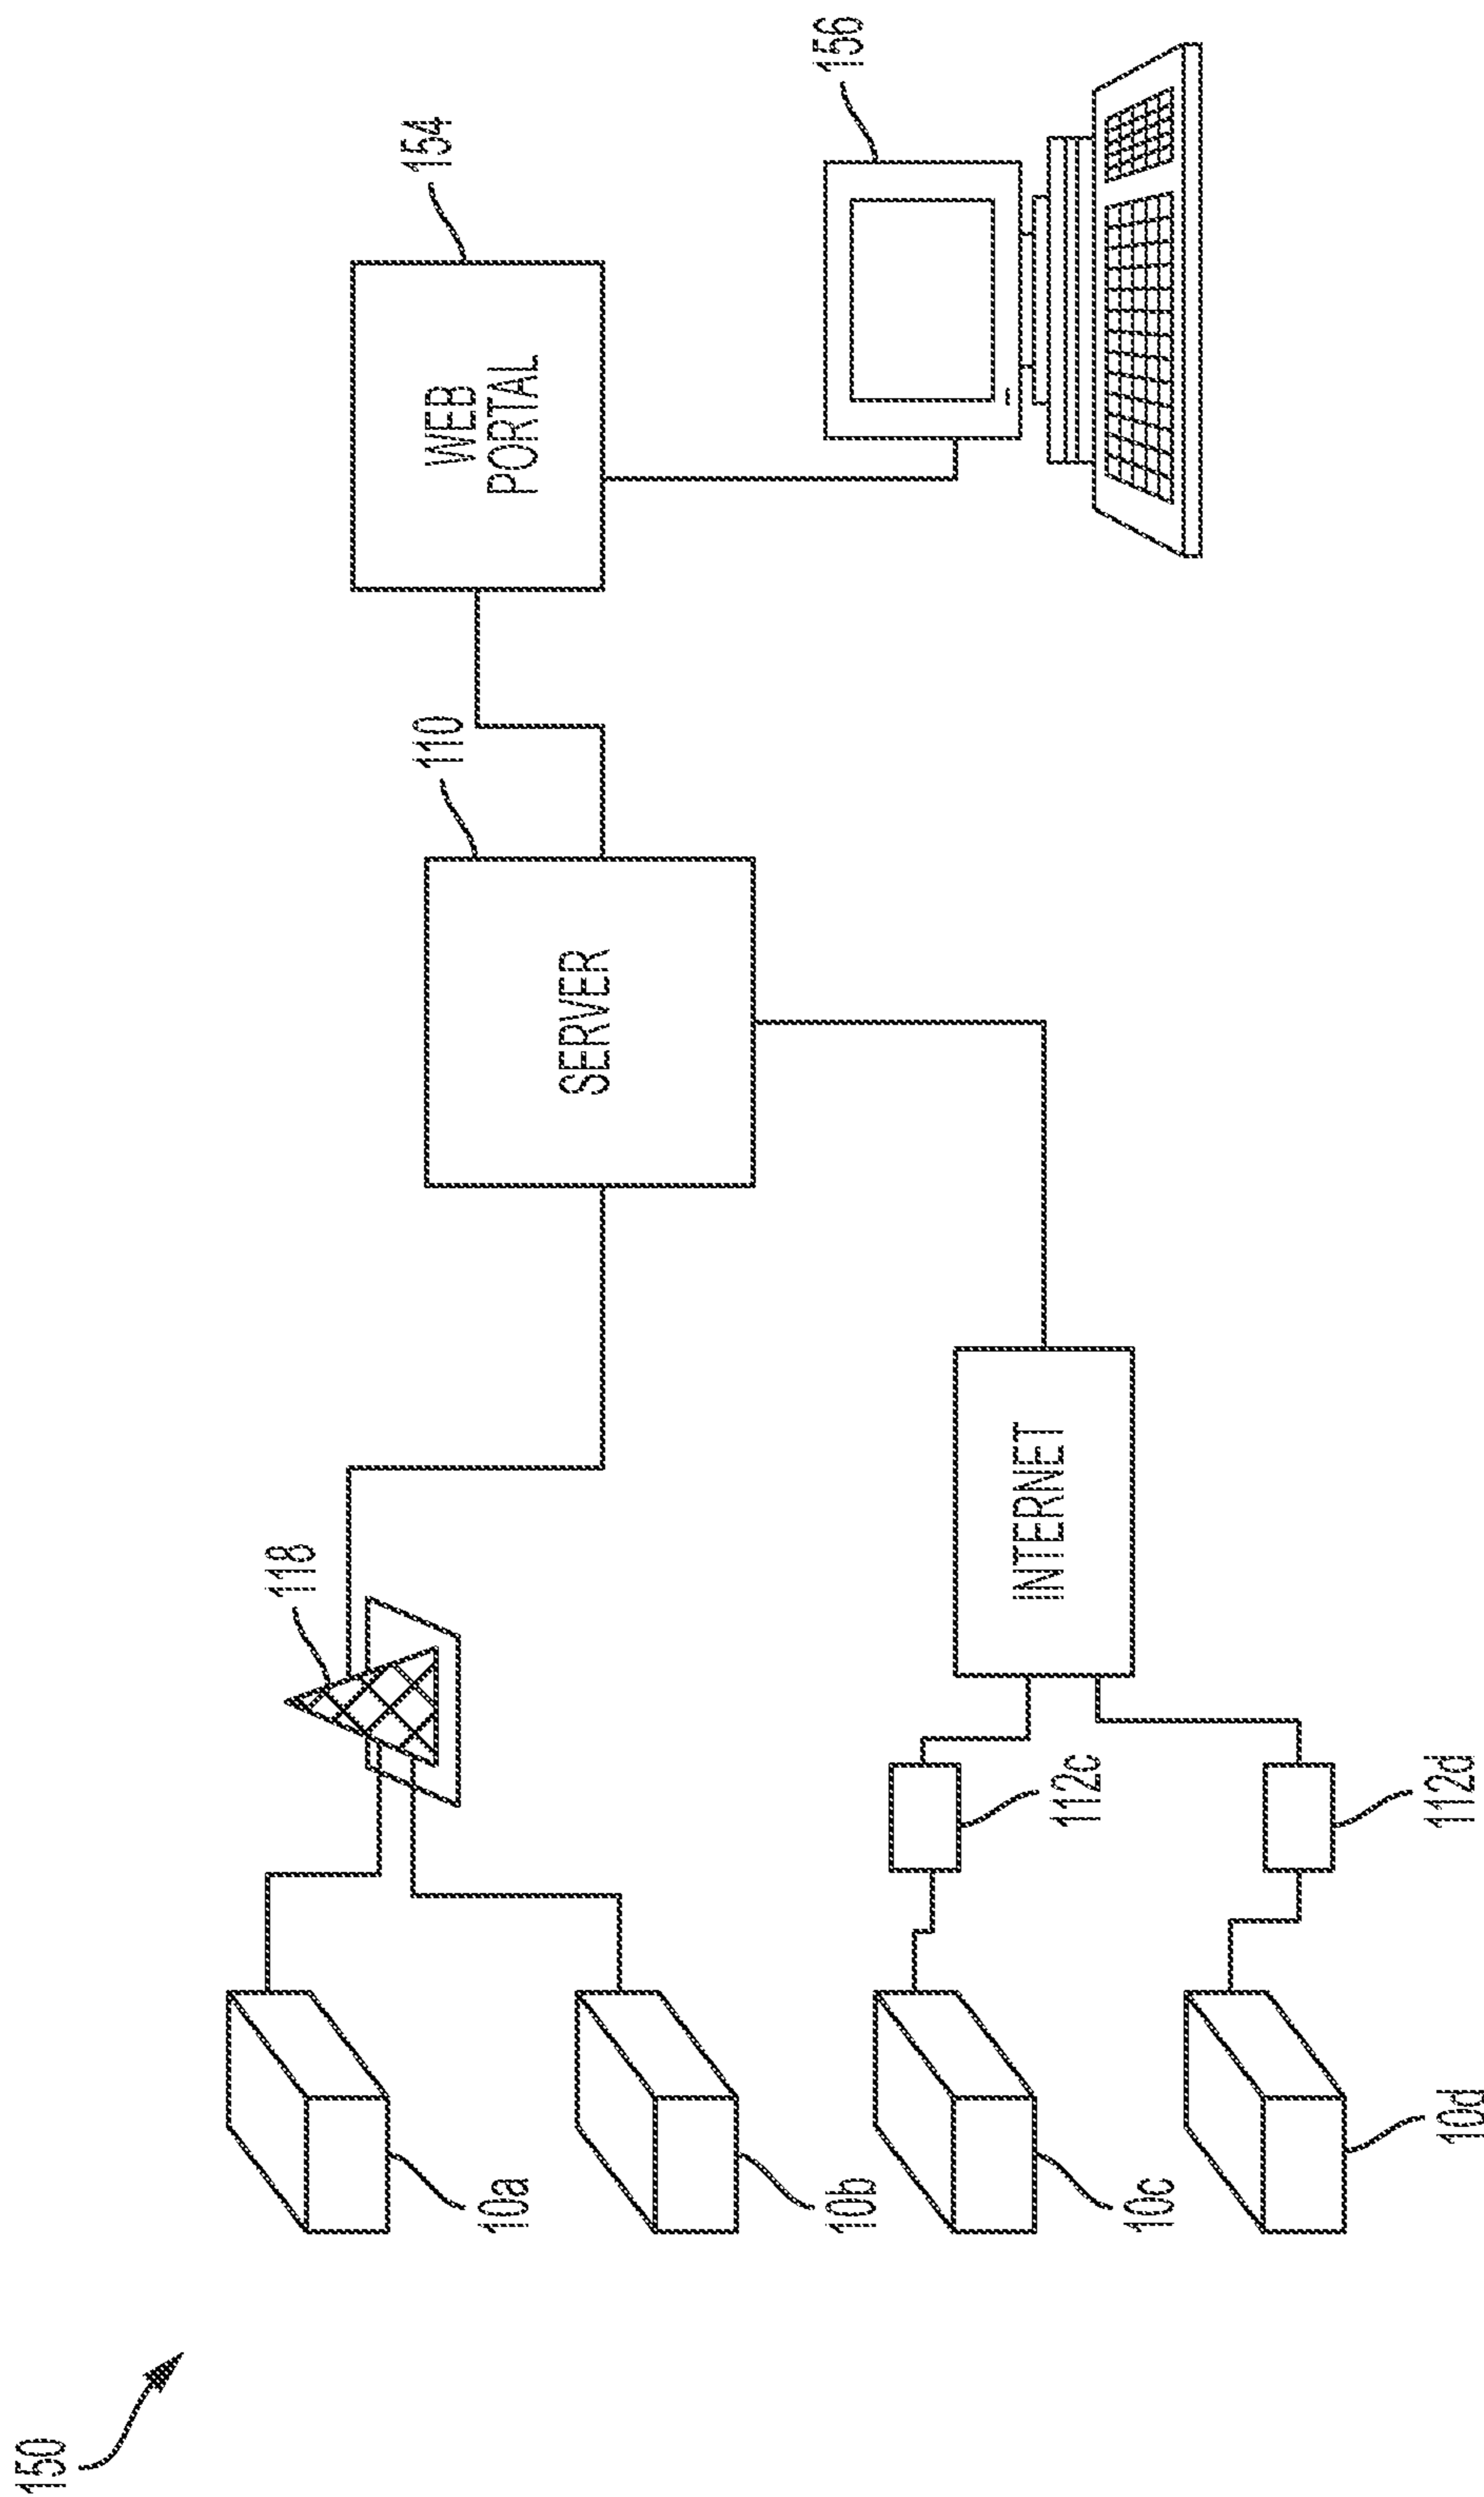 150
10a
10b
10c
10d
118
112c
112d
INTERNET
SERVER
110
WEB
PORTAL
154
156